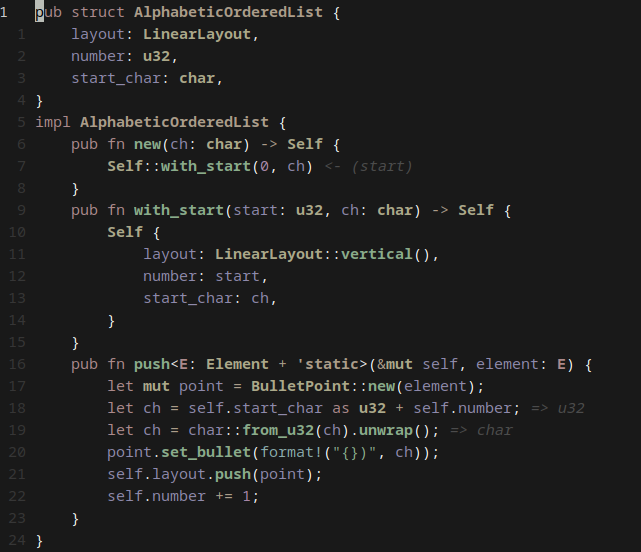 1 pub struct AlphabeticOrderedList {
1 layout: LinearLayout,
2 number: u32,
3 start_char: char,
4 }
5 impl AlphabeticOrderedList {
6 pub fn new(ch: char) -> Self {
7 Self::with_start(0, ch) <- (start)
8 }
9 pub fn with_start(start: u32, ch: char) -> Self {
10 Self {
11 layout: LinearLayout::vertical(),
12 number: start,
13 start_char: ch,
14 }
15 }
16 pub fn push<E: Element + 'static>(&mut self, element: E) {
17 let mut point = BulletPoint::new(element);
18 let ch = self.start_char as u32 + self.number; => u32
19 let ch = char::from_u32(ch).unwrap(); => char
20 point.set_bullet(format!("{})", ch));
21 self.layout.push(point);
22 self.number += 1;
23 }
24 }